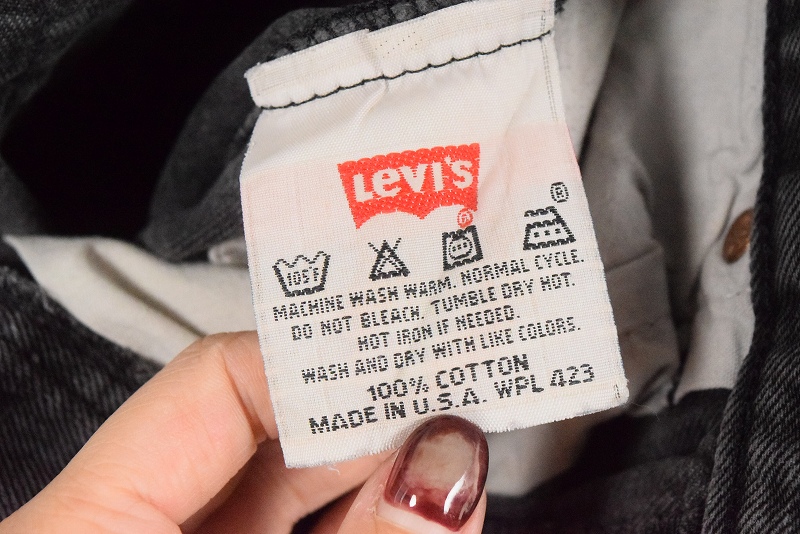 LEVI'S
®
®
105°
MACHINE WASH WARM. NORMAL CYCLE.
DO NOT BLEACH. TUMBLE DRY HOT.
HOT IRON IF NEEDED.
WASH AND DRY WITH LIKE COLORS.
100% COTTON
MADE IN U.S.A. WPL 423